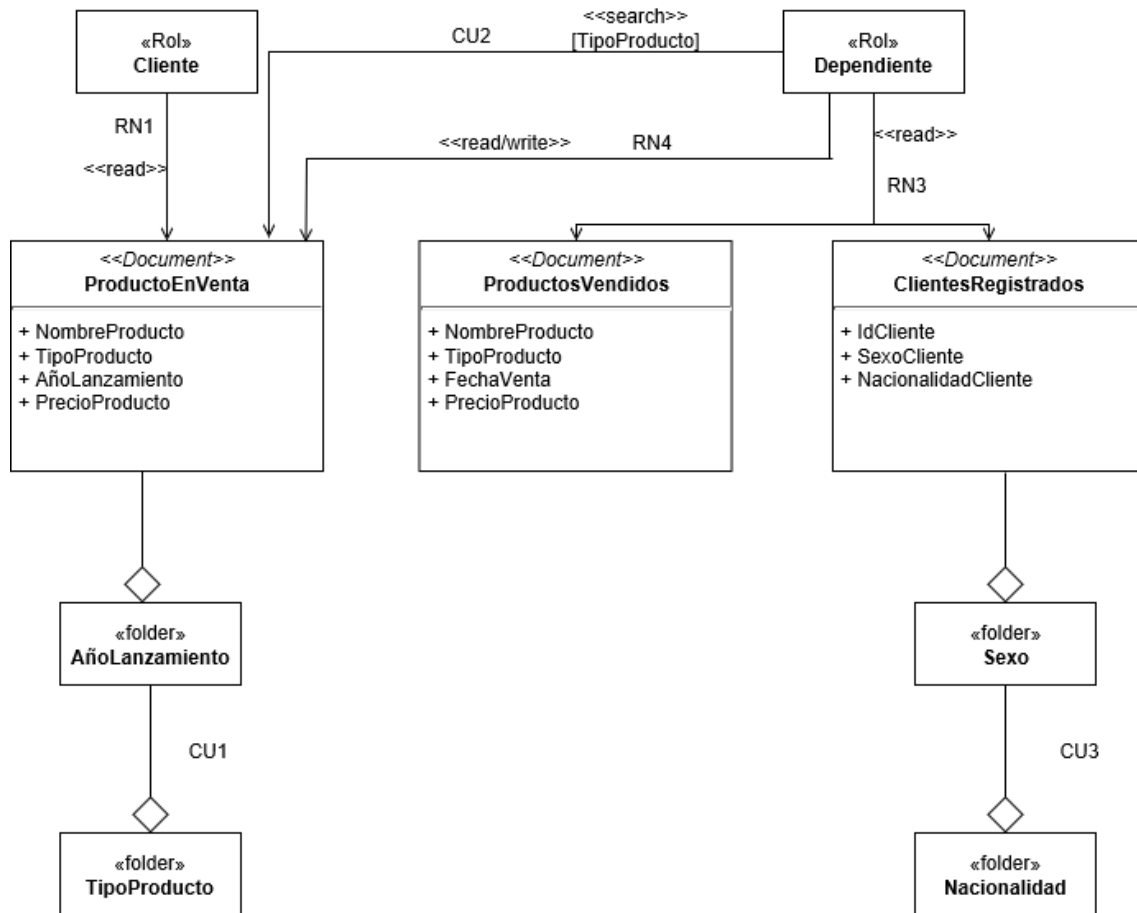 «Rol»
Cliente
CU2
<<search>>
[TipoProducto]
«Rol»
Dependiente
RN1
<<read>>
<<read/write>>
RN4
<<read>>
RN3
<<Document>>
ProductoEnVenta
+ NombreProducto
+ TipoProducto
+ AñoLanzamiento
+ PrecioProducto
<<Document>>
ProductosVendidos
+ NombreProducto
+ TipoProducto
+ FechaVenta
+ PrecioProducto
<<Document>>
ClientesRegistrados
+ IdCliente
+ SexoCliente
+ NacionalidadCliente
«folder»
AñoLanzamiento
«folder»
Sexo
CU1
CU3
«folder»
TipoProducto
«folder»
Nacionalidad